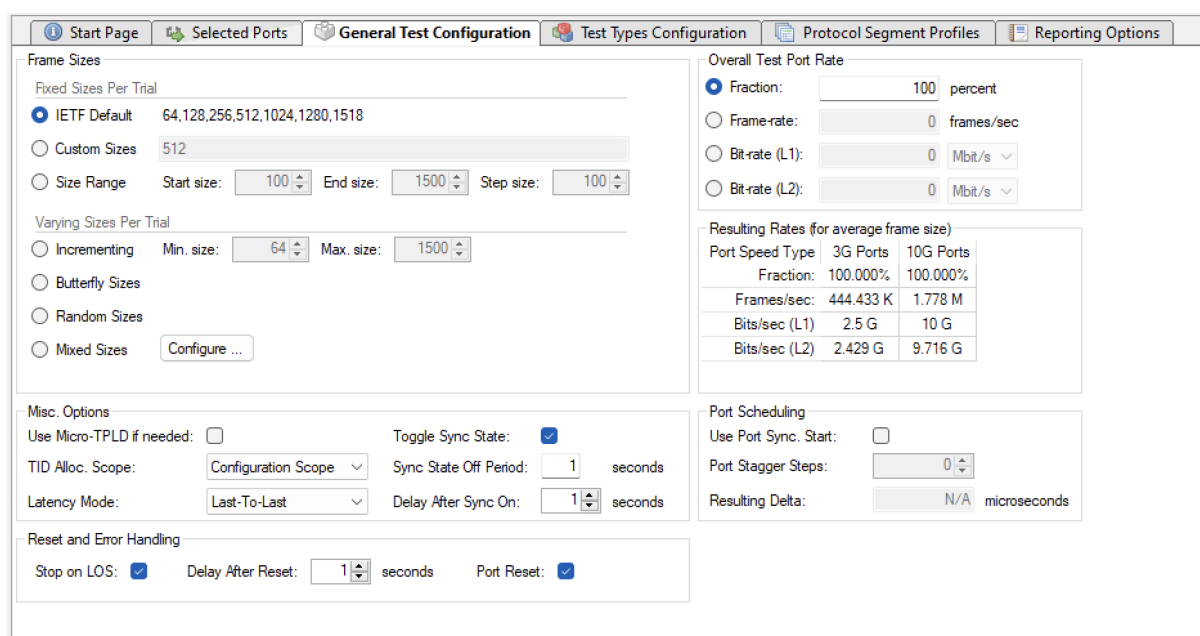 Start Page Selected Ports General Test Configuration Test Types Configuration Protocol Segment Profiles Reporting Options
Frame Sizes
Fixed Sizes Per Trial
IETF Default 64,128,256,512,1024,1280,1518
Custom Sizes 512
Size Range Start size: 100 End size: 1500 Step size: 100
Varying Sizes Per Trial
Incrementing Min. size: 64 Max. size: 1500
Butterfly Sizes
Random Sizes
Mixed Sizes Configure ...
Overall Test Port Rate
Fraction: 100 percent
Frame-rate: 0 frames/sec
Bit-rate (L1): 0 Mbit/s
Bit-rate (L2): 0 Mbit/s
Resulting Rates (for average frame size)
Port Speed Type 3G Ports 10G Ports
Fraction: 100.000% 100.000%
Frames/sec: 444.433 K 1.778 M
Bits/sec (L1) 2.5 G 10 G
Bits/sec (L2) 2.429 G 9.716 G
Misc. Options
Use Micro-TPLD if needed: Toggle Sync State:
TID Alloc. Scope: Configuration Scope Sync State Off Period: 1 seconds
Latency Mode: Last-To-Last Delay After Sync On: 1 seconds
Port Scheduling
Use Port Sync. Start:
Port Stagger Steps: 0
Resulting Delta: N/A microseconds
Reset and Error Handling
Stop on LOS: Delay After Reset: 1 seconds Port Reset: